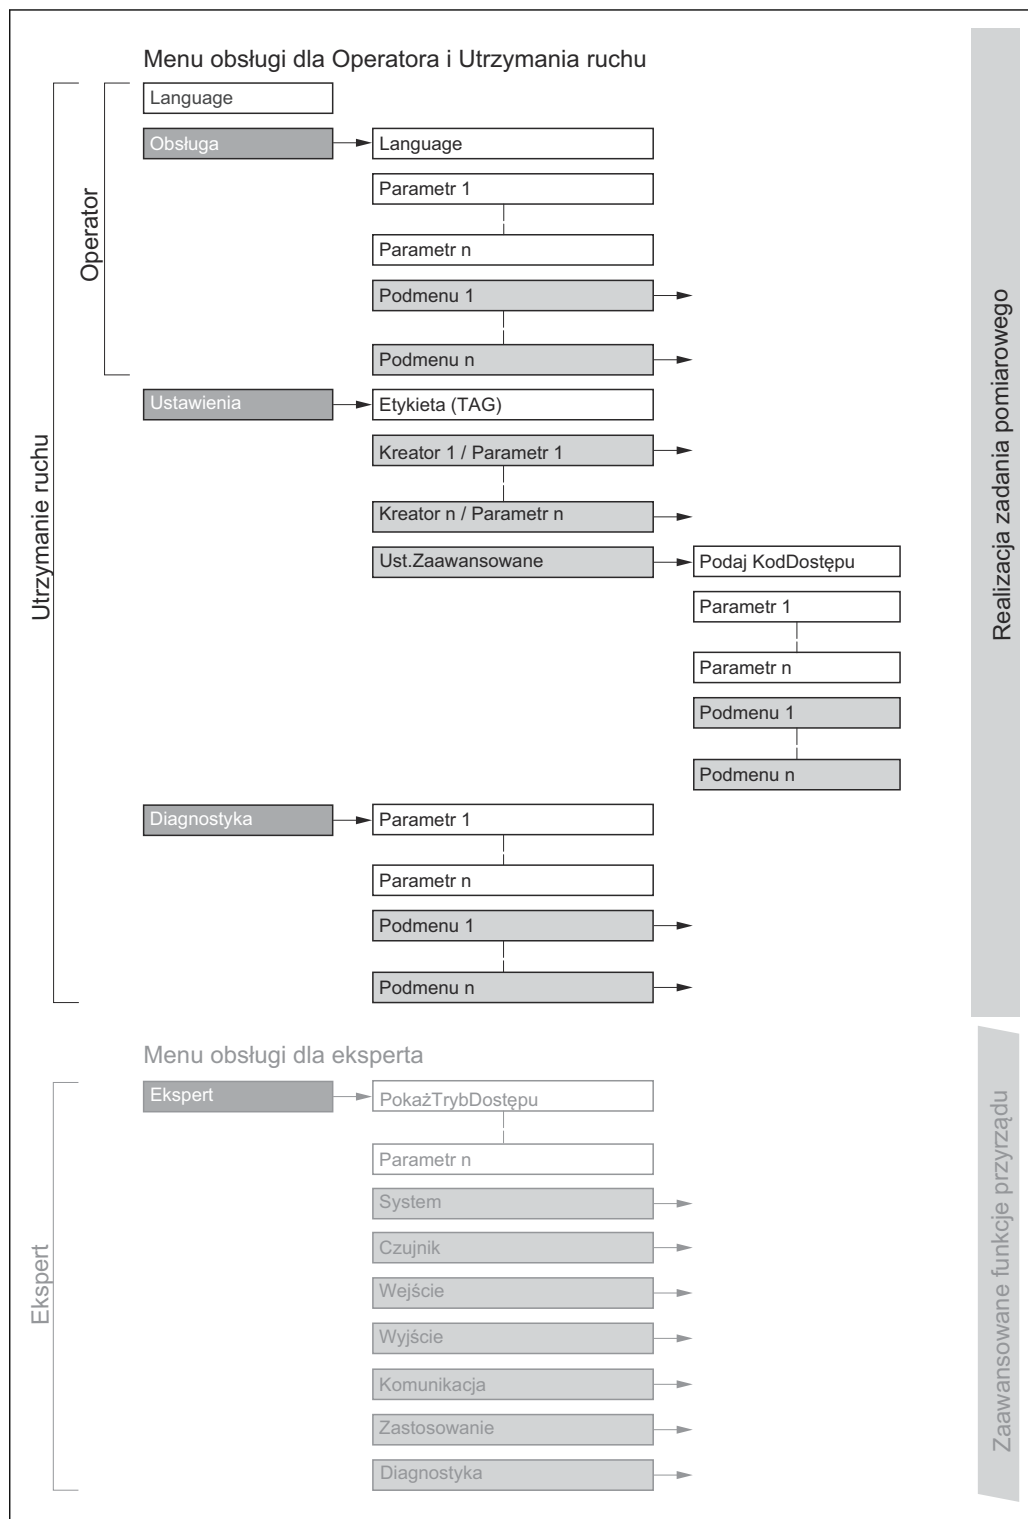 Menu obsługi dla Operatora i Utrzymania ruchu
Utrzymanie ruchu
Operator
Language
Obsługa
Language
Parametr 1
Parametr n
Podmenu 1
Podmenu n
Ustawienia
Etykieta (TAG)
Kreator 1 / Parametr 1
Kreator n / Parametr n
Ust.Zaawansowane
Podaj KodDostępu
Parametr 1
Parametr n
Podmenu 1
Podmenu n
Diagnostyka
Parametr 1
Parametr n
Podmenu 1
Podmenu n
Realizacja zadania pomiarowego
Menu obsługi dla eksperta
Ekspert
Ekspert
PokażTrybDostępu
Parametr n
System
Czujnik
Wejście
Wyjście
Komunikacja
Zastosowanie
Diagnostyka
Zaawansowane funkcje przyrządu